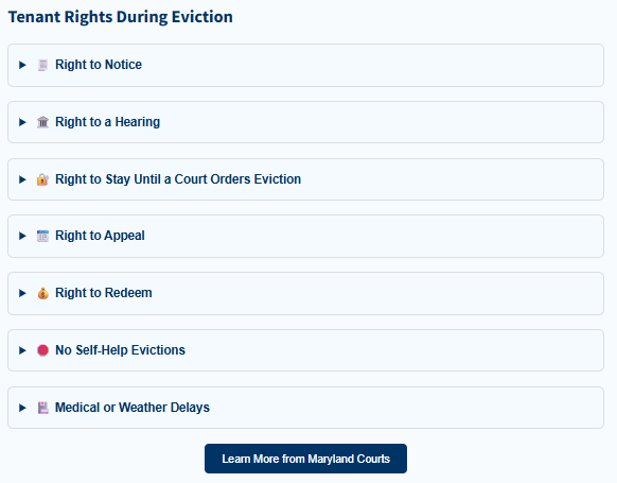 Tenant Rights During Eviction
Right to Notice
Right to a Hearing
Right to Stay Until a Court Orders Eviction
Right to Appeal
Right to Redeem
No Self-Help Evictions
Medical or Weather Delays
Learn More from Maryland Courts